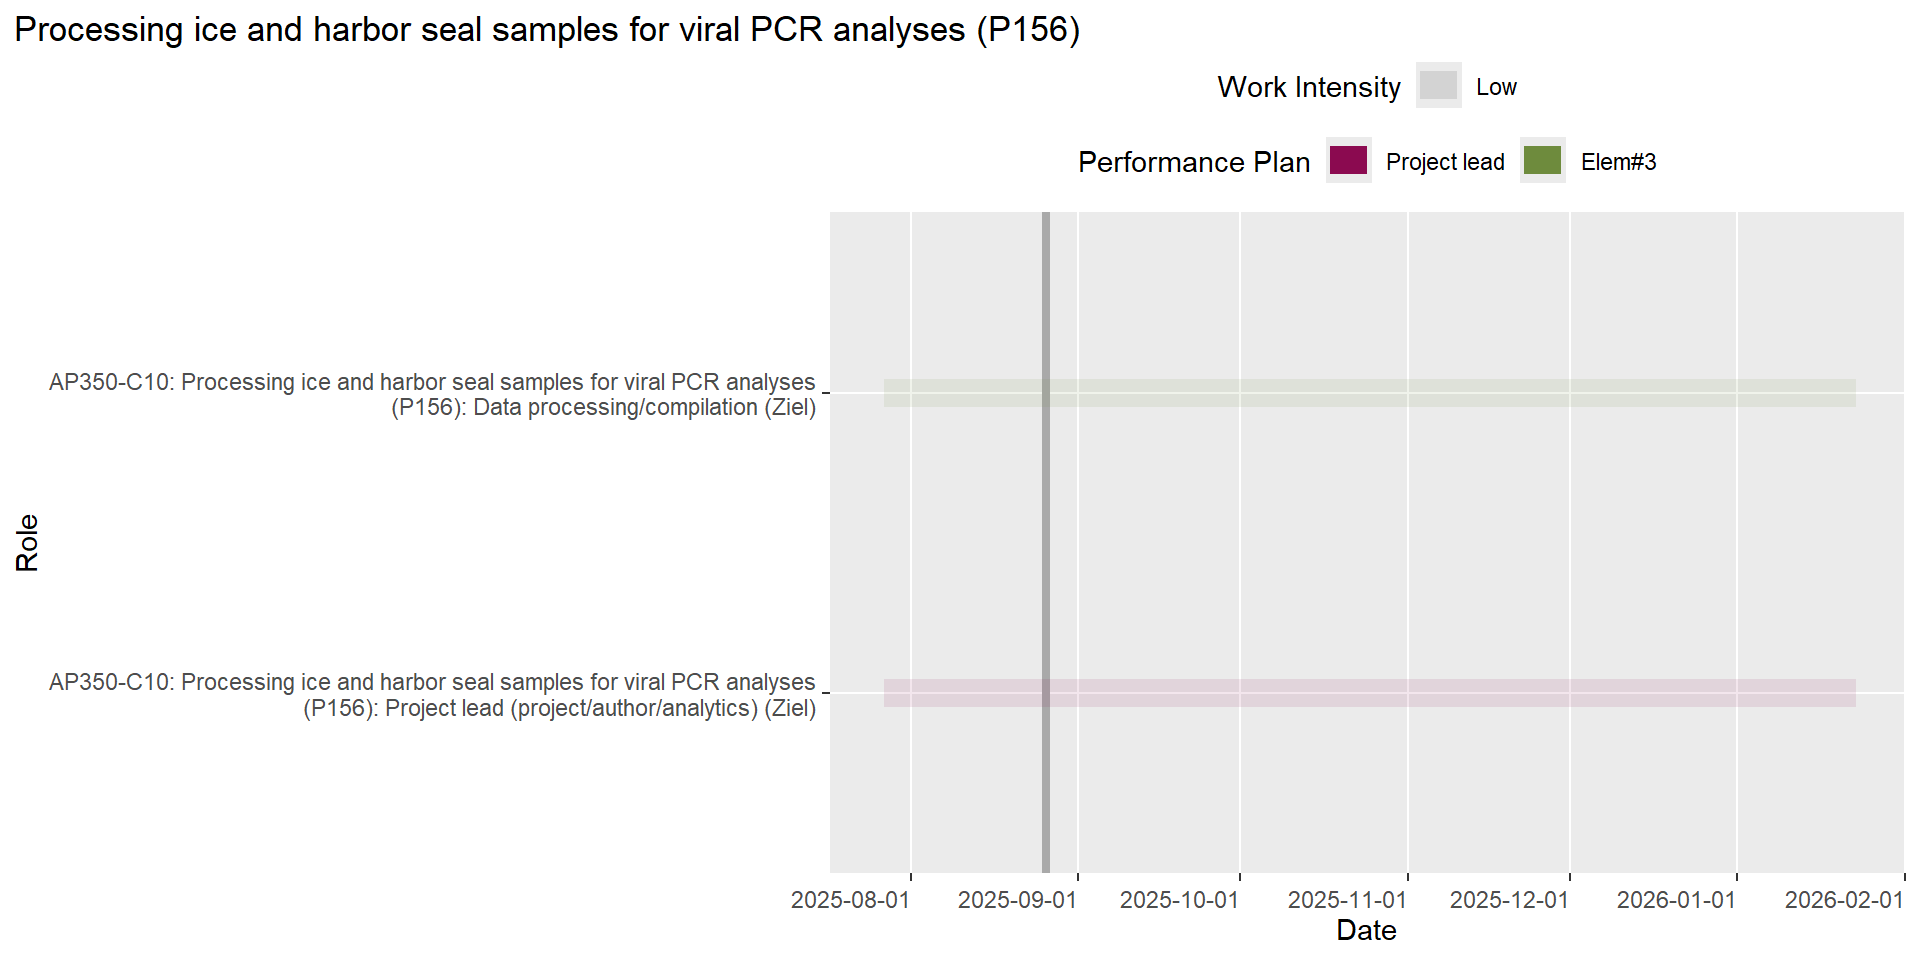 Processing ice and harbor seal samples for viral PCR analyses (P156)
Work Intensity Low
Performance Plan Project lead Elem#3
AP350-C10: Processing ice and harbor seal samples for viral PCR analyses
(P156): Data processing/compilation (Ziel)
Role
AP350-C10: Processing ice and harbor seal samples for viral PCR analyses
(P156): Project lead (project/author/analytics) (Ziel)
2025-08-01 2025-09-01 2025-10-01 2025-11-01 2025-12-01 2026-01-01 2026-02-01
Date